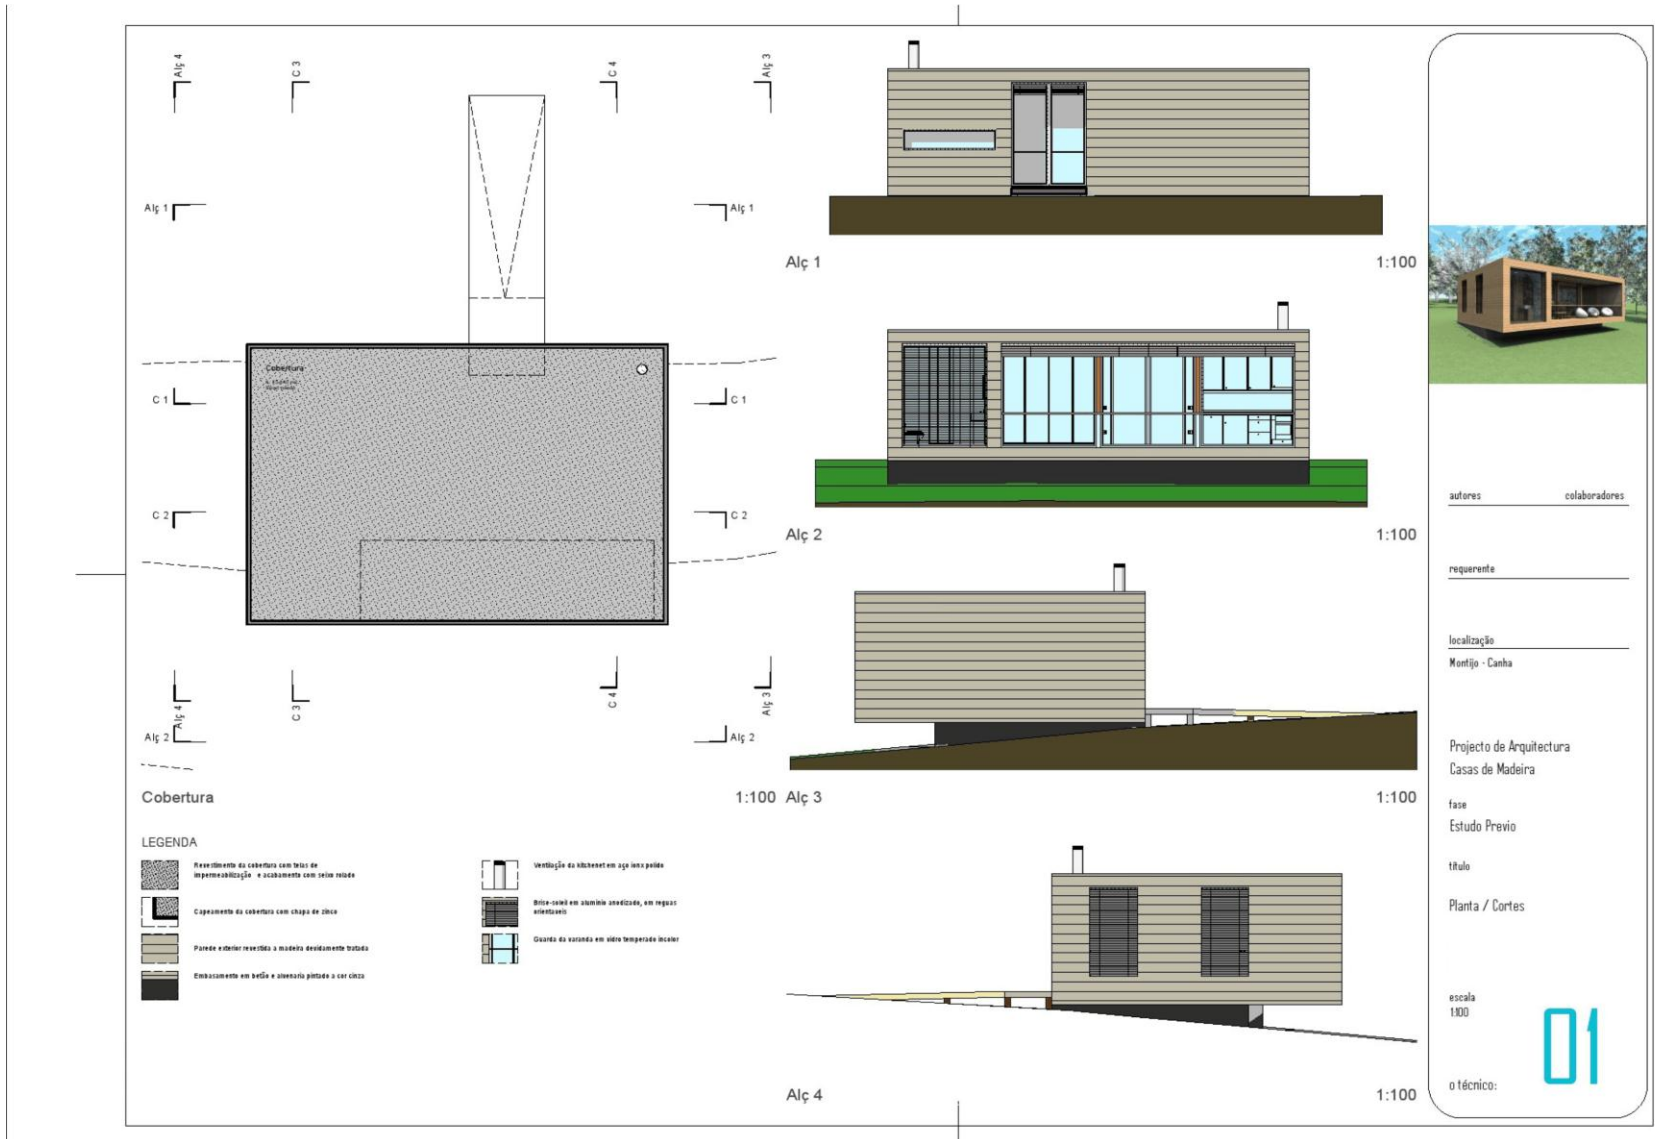 Alç 4
C 3
C 4
Alç 3
Alç 1
Alç 1
Cobertura
C 1
C 1
C 2
C 2
Alç 4
C 3
C 4
Alç 3
Alç 2
Alç 2
Cobertura
1:100
Alç 1
1:100
Alç 2
1:100
Alç 3
1:100
Alç 4
1:100
LEGENDA
Revestimento da cobertura com telas de
impermeabilização e acabamento com seixo rolado
Capeamento da cobertura com chapa de zinco
Parede exterior revestida a madeira devidamente tratada
Embasamento em betão e alvenaria pintado a cor cinza
Ventilação da kitchenet em aço inox polido
Brise-soleil em alumínio anodizado, em reguas
orientaveis
Guarda da varanda em vidro temperado incolor
autores
colaboradores
requerente
localização
Montijo - Canha
Projecto de Arquitectura
Casas de Madeira
fase
Estudo Previo
título
Planta / Cortes
escala
1:100
01
o técnico: